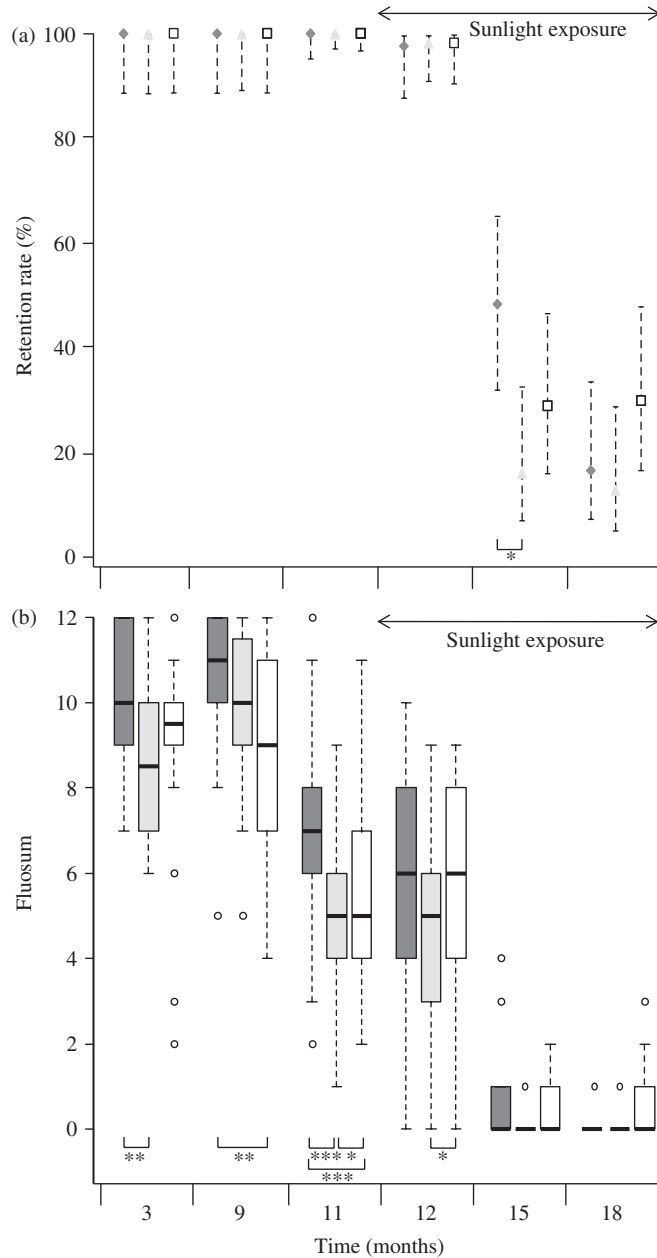 (a)
Sunlight exposure
100
80
60
40
20
0
Retention rate (%)
*
(b)
Sunlight exposure
12
10
8
6
4
2
0
Fluosum
** ** *** * *
***
3 9 11 12 15 18
Time (months)